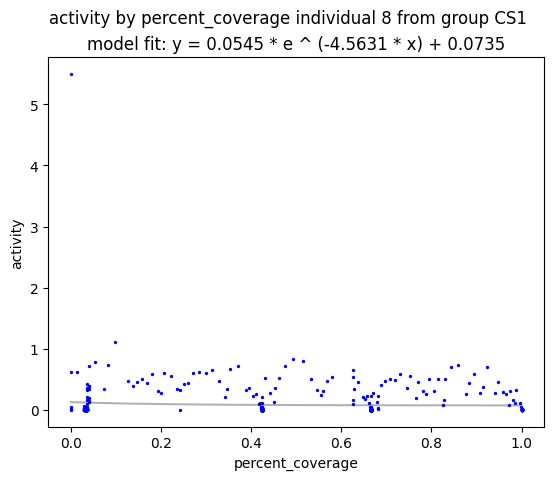 activity by percent_coverage individual 8 from group CS1
model fit: y = 0.0545 * e ^ (-4.5631 * x) + 0.0735
5
4
3
2
1
0
activity
0.0 0.2 0.4 0.6 0.8 1.0
percent_coverage